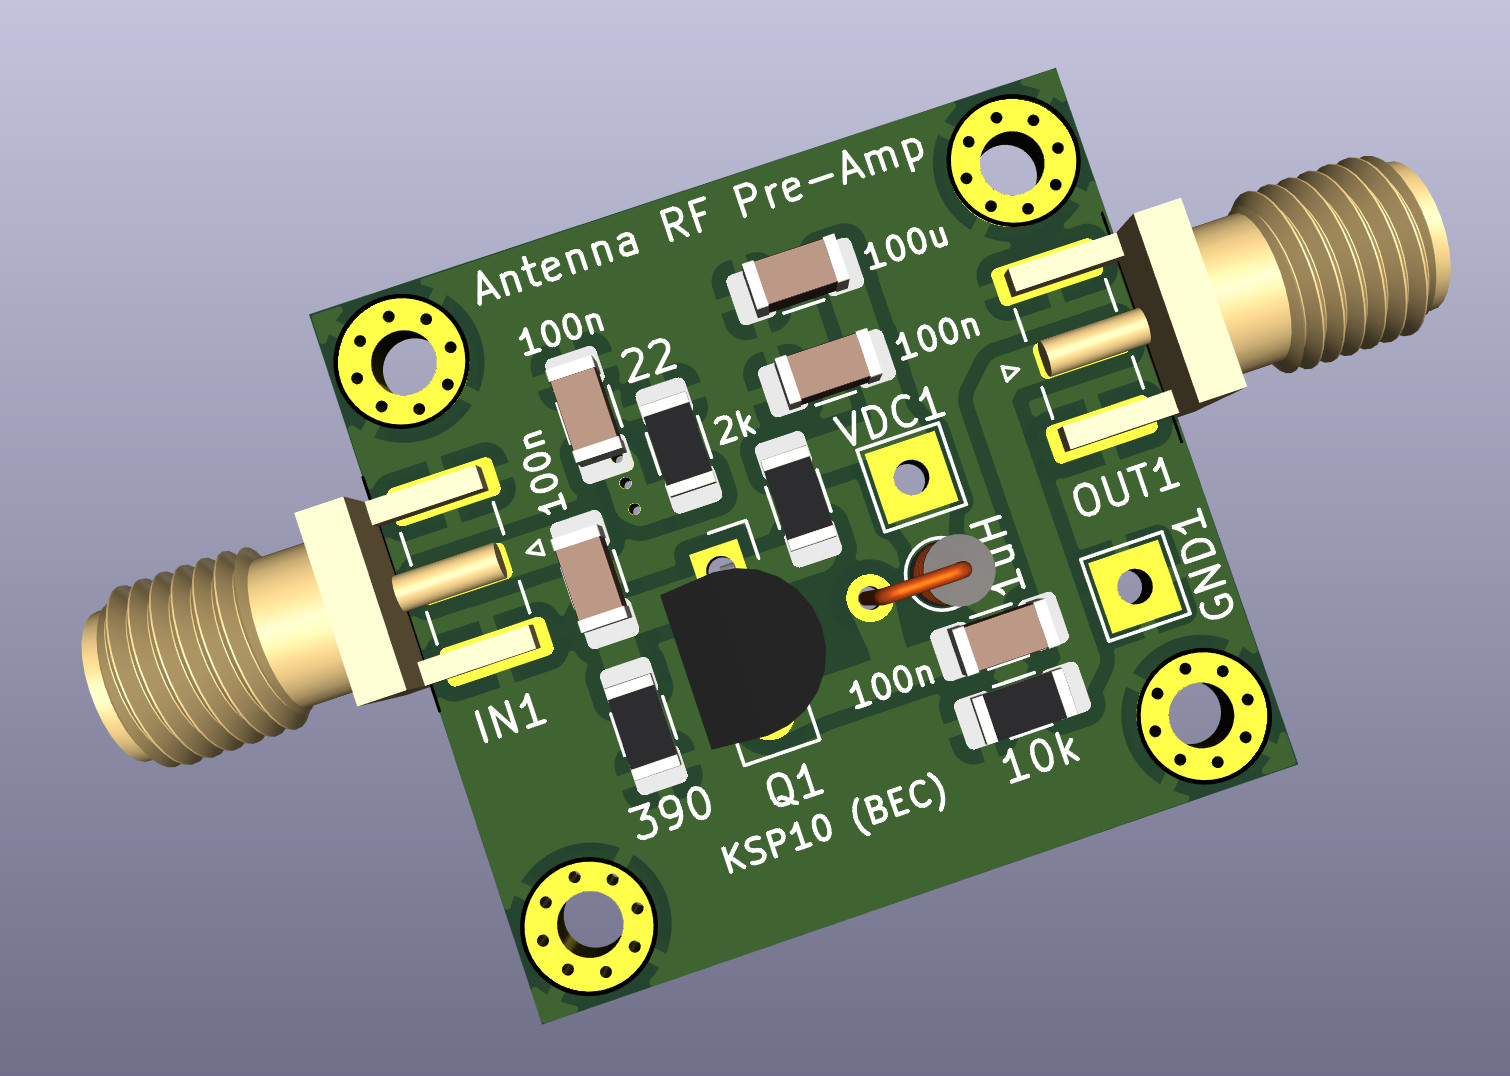 Antenna RF Pre-Amp
100u
100n
100n
22
2k
VDC1
100n
OUT1
GND1
100n
10k
IN1
390
Q1
KSP10 (BEC)